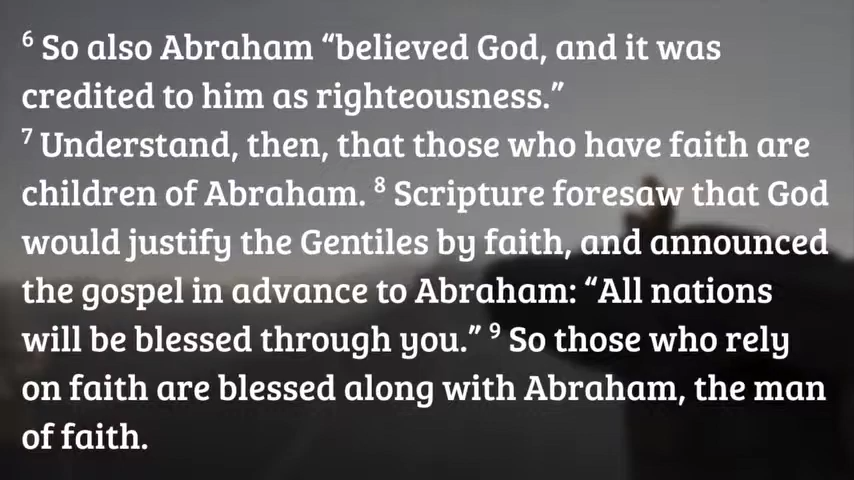 ⁶ So also Abraham “believed God, and it was
credited to him as righteousness.”
⁷ Understand, then, that those who have faith are
children of Abraham. ⁸ Scripture foresaw that God
would justify the Gentiles by faith, and announced
the gospel in advance to Abraham: “All nations
will be blessed through you.” ⁹ So those who rely
on faith are blessed along with Abraham, the man
of faith.